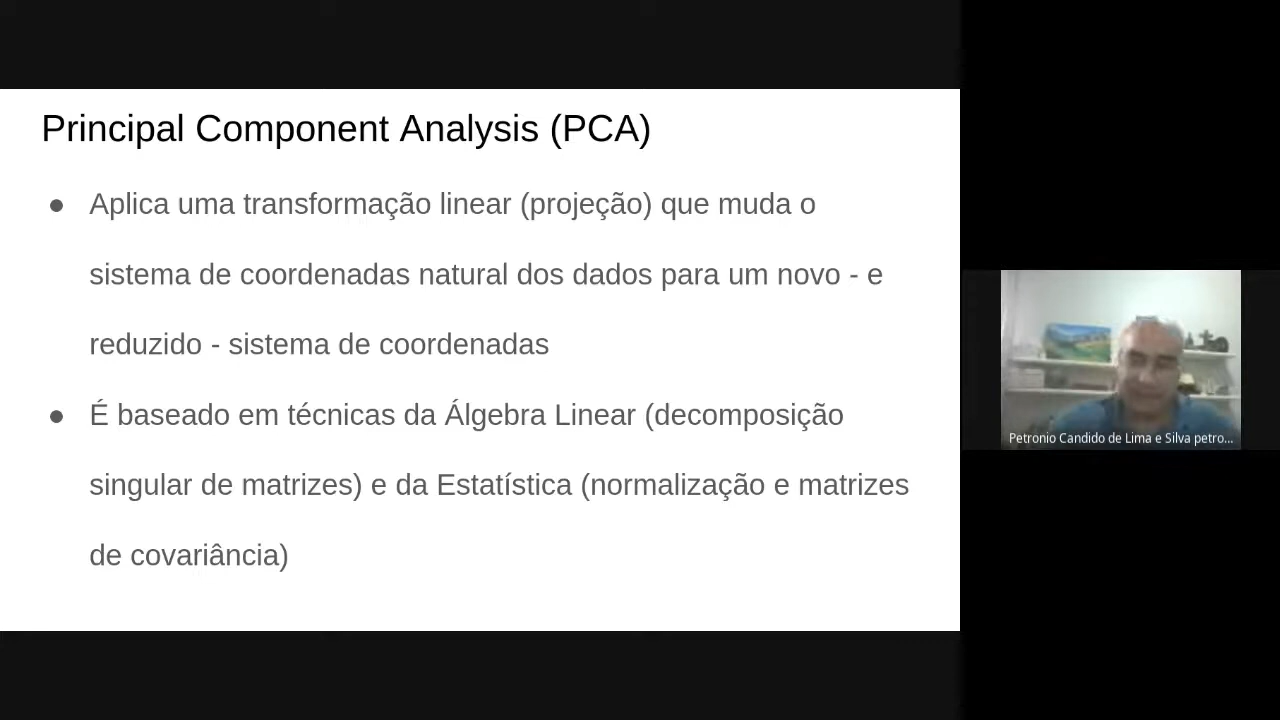 Principal Component Analysis (PCA)
● Aplica uma transformação linear (projeção) que muda o
sistema de coordenadas natural dos dados para um novo - e
reduzido - sistema de coordenadas
● É baseado em técnicas da Álgebra Linear (decomposição
singular de matrizes) e da Estatística (normalização e matrizes
de covariância)
Petronio Candido de Lima e Silva petro...